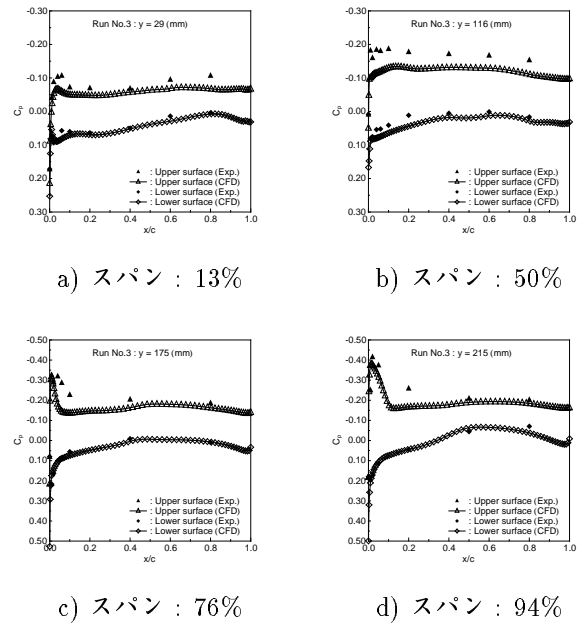 Run No.3 : y = 29 (mm)
-0.30
-0.20
-0.10
0.00
0.10
0.20
0.30
Cp
: Upper surface (Exp.)
: Upper surface (CFD)
: Lower surface (Exp.)
: Lower surface (CFD)
0.0 0.2 0.4 0.6 0.8 1.0
x/c
a) スパン : 13%
Run No.3 : y = 116 (mm)
-0.30
-0.20
-0.10
0.00
0.10
0.20
0.30
Cp
: Upper surface (Exp.)
: Upper surface (CFD)
: Lower surface (Exp.)
: Lower surface (CFD)
0.0 0.2 0.4 0.6 0.8 1.0
x/c
b) スパン : 50%
Run No.3 : y = 175 (mm)
-0.50
-0.40
-0.30
-0.20
-0.10
0.00
0.10
0.20
0.30
0.40
0.50
Cp
: Upper surface (Exp.)
: Upper surface (CFD)
: Lower surface (Exp.)
: Lower surface (CFD)
0.0 0.2 0.4 0.6 0.8 1.0
x/c
c) スパン : 76%
Run No.3 : y = 215 (mm)
-0.50
-0.40
-0.30
-0.20
-0.10
0.00
0.10
0.20
0.30
0.40
0.50
Cp
: Upper surface (Exp.)
: Upper surface (CFD)
: Lower surface (Exp.)
: Lower surface (CFD)
0.0 0.2 0.4 0.6 0.8 1.0
x/c
d) スパン : 94%